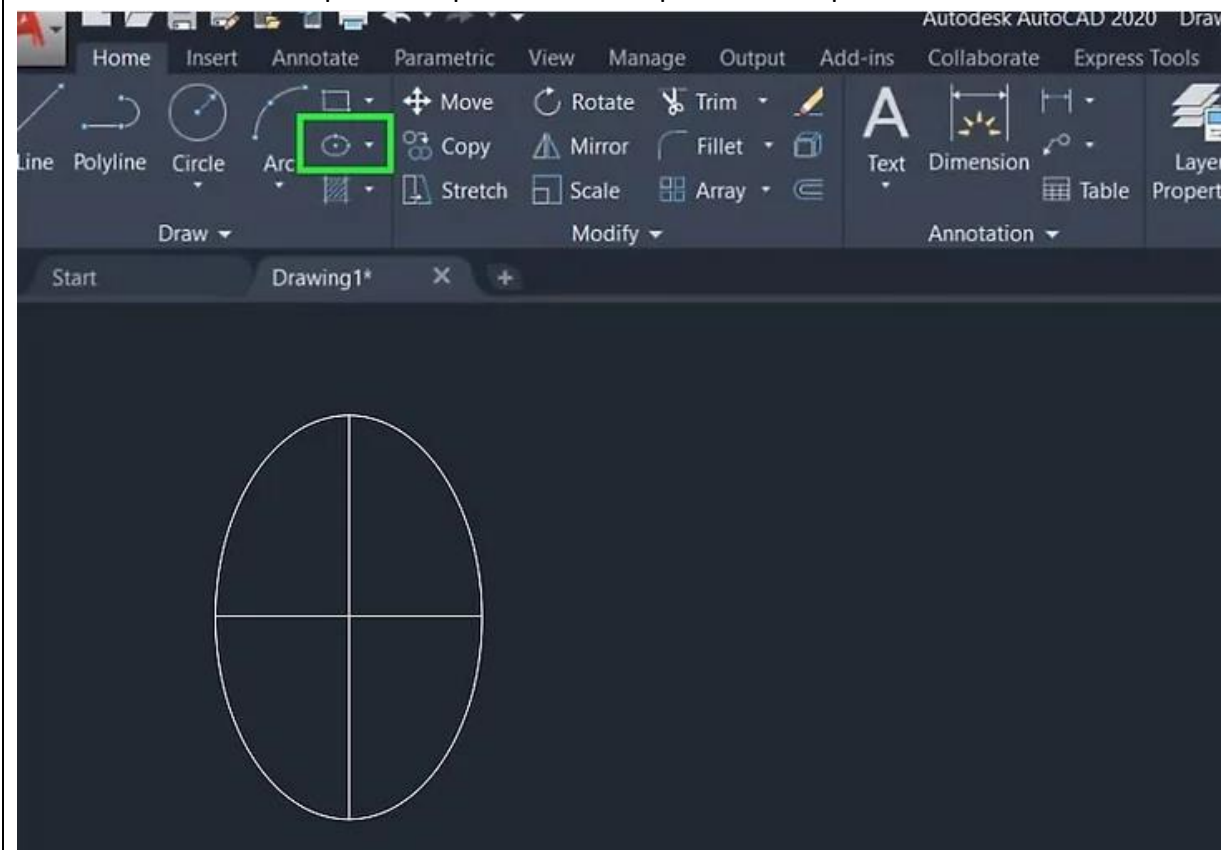 Autodesk AutoCAD 2020
Home Insert Annotate Parametric View Manage Output Add-ins Collaborate Express Tools
Move Rotate Trim
Copy Mirror Fillet
Line Polyline Circle Arc Text Dimension
Stretch Scale Array Table
Draw Modify Annotation
Start Drawing1*